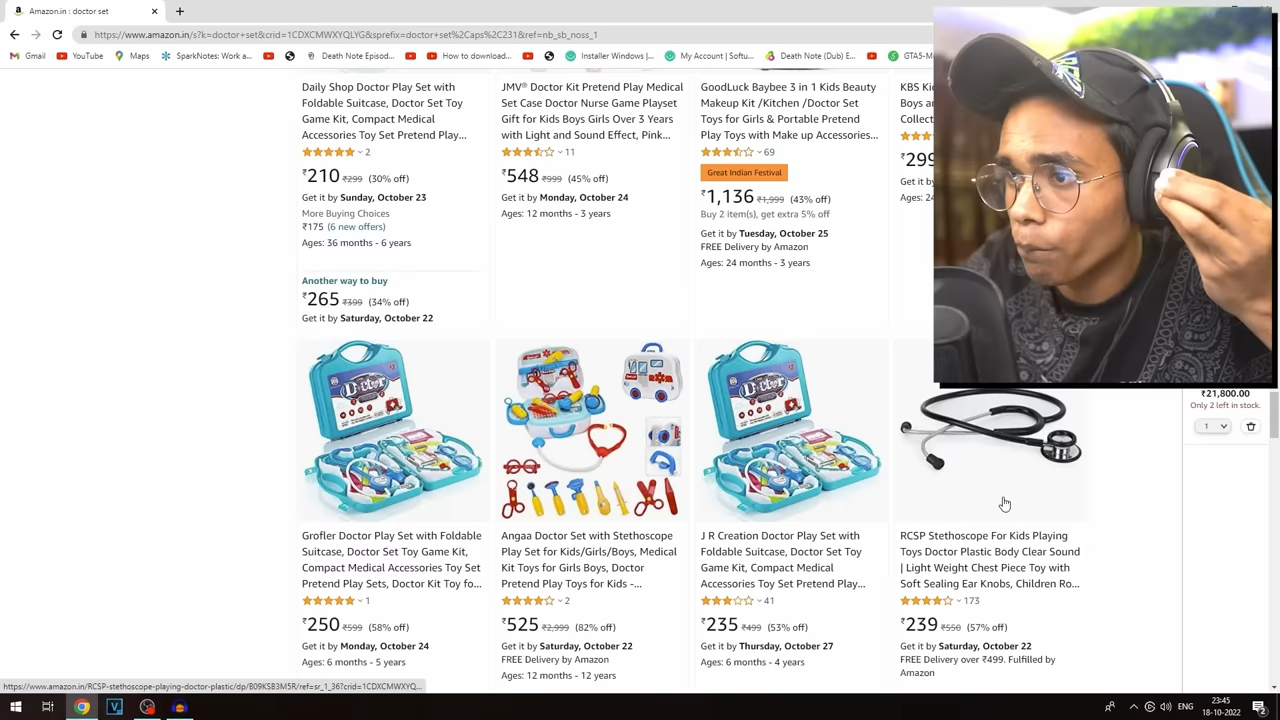 Amazon.in : doctor set
https://www.amazon.in/s?k=doctor+set&crid=1CDXCMWXYQLYG&sprefix=doctor+set%2Caps%2C231&ref=nb_sb_noss_1
Gmail
YouTube
Maps
SparkNotes: Work a...
Death Note Episod...
How to download...
Installer Windows |...
My Account | Softu...
Death Note (Dub) E...
GTA5-
Daily Shop Doctor Play Set with
Foldable Suitcase, Doctor Set Toy
Game Kit, Compact Medical
Accessories Toy Set Pretend Play...
2
₹210 ₹299 (30% off)
Get it by Sunday, October 23
More Buying Choices
₹175 (6 new offers)
Ages: 36 months - 6 years
Another way to buy
₹265 ₹399 (34% off)
Get it by Saturday, October 22
JMV® Doctor Kit Pretend Play Medical
Set Case Doctor Nurse Game Playset
Gift for Kids Boys Girls Over 3 Years
with Light and Sound Effect, Pink...
11
₹548 ₹999 (45% off)
Get it by Monday, October 24
Ages: 12 months - 3 years
GoodLuck Baybee 3 in 1 Kids Beauty
Makeup Kit /Kitchen /Doctor Set
Toys for Girls & Portable Pretend
Play Toys with Make up Accessories...
69
Great Indian Festival
₹1,136 ₹1,999 (43% off)
Buy 2 item(s), get extra 5% off
Get it by Tuesday, October 25
FREE Delivery by Amazon
Ages: 24 months - 3 years
KBS Ki
Boys a
Collect
₹299
Get it b
Ages: 24
₹21,800.00
Only 2 left in stock.
1
Doctor
Doctor
Grofler Doctor Play Set with Foldable
Suitcase, Doctor Set Toy Game Kit,
Compact Medical Accessories Toy Set
Pretend Play Sets, Doctor Kit Toy fo...
1
₹250 ₹599 (58% off)
Get it by Monday, October 24
Ages: 6 months - 5 years
Angaa Doctor Set with Stethoscope
Play Set for Kids/Girls/Boys, Medical
Kit Toys for Girls Boys, Doctor
Pretend Play Toys for Kids -...
2
₹525 ₹2,999 (82% off)
Get it by Saturday, October 22
FREE Delivery by Amazon
Ages: 12 months - 12 years
J R Creation Doctor Play Set with
Foldable Suitcase, Doctor Set Toy
Game Kit, Compact Medical
Accessories Toy Set Pretend Play...
41
₹235 ₹499 (53% off)
Get it by Thursday, October 27
Ages: 6 months - 4 years
RCSP Stethoscope For Kids Playing
Toys Doctor Plastic Body Clear Sound
| Light Weight Chest Piece Toy with
Soft Sealing Ear Knobs, Children Ro...
173
₹239 ₹550 (57% off)
Get it by Saturday, October 22
FREE Delivery over ₹499. Fulfilled by
Amazon
https://www.amazon.in/RCSP-stethoscope-playing-doctor-plastic/dp/B09KSB3M5R/ref=sr_1_36?crid=1CDXCMWXYQ...
ENG
23:45
18-10-2022
2